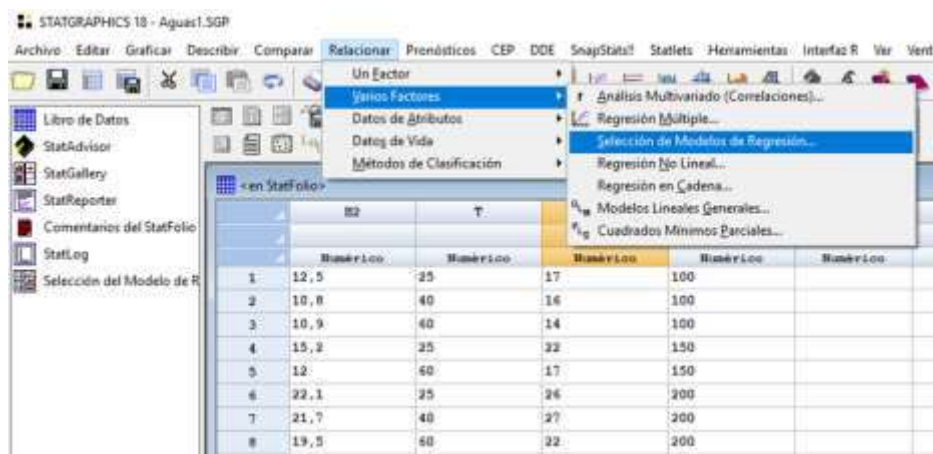 STATGRAPHICS 18 - Aguas1.SGP
Archivo Editar Graficar Describir Comparar Relacionar Pronósticos CEP DDE SnapStats!! Statlets Herramientas Interfaz R Ver Vent
Un Factor
Varios Factores
Datos de Atributos
Datos de Vida
Métodos de Clasificación
Análisis Multivariado (Correlaciones)...
Regresión Múltiple...
Selección de Modelos de Regresión...
Regresión No Lineal...
Regresión en Cadena...
Modelos Lineales Generales...
Cuadrados Mínimos Parciales...
Libro de Datos
StatAdvisor
StatGallery
StatReporter
Comentarios del StatFolio
StatLog
Selección del Modelo de R
<en StatFolio>
T
Numérico Numérico Numérico Numérico Numérico
1 12,5 25 17 100
2 10,8 40 16 100
3 10,9 60 14 100
4 15,2 25 22 150
5 12 60 17 150
6 22,1 25 26 200
7 21,7 40 27 200
8 19,5 60 22 200